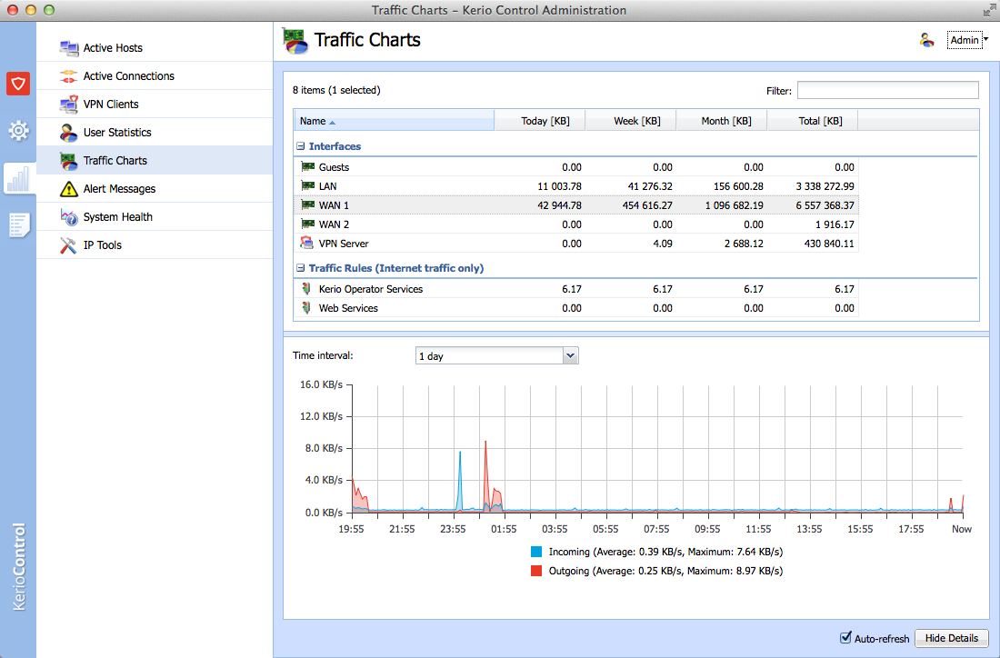 Traffic Charts – Kerio Control Administration
Active Hosts
Active Connections
VPN Clients
User Statistics
Traffic Charts
Alert Messages
System Health
IP Tools
KerioControl
Traffic Charts
Admin
8 items (1 selected)
Filter:
Name Today [KB] Week [KB] Month [KB] Total [KB]
Interfaces
Guests 0.00 0.00 0.00 0.00
LAN 11 003.78 41 276.32 156 600.28 3 338 272.99
WAN 1 42 944.78 454 616.27 1 096 682.19 6 557 368.37
WAN 2 0.00 0.00 0.00 1 916.17
VPN Server 0.00 4.09 2 688.12 430 840.11
Traffic Rules (Internet traffic only)
Kerio Operator Services 6.17 6.17 6.17 6.17
Web Services 0.00 0.00 0.00 0.00
Time interval: 1 day
16.0 KB/s
12.0 KB/s
8.0 KB/s
4.0 KB/s
0.0 KB/s
19:55 21:55 23:55 01:55 03:55 05:55 07:55 09:55 11:55 13:55 15:55 17:55 Now
Incoming (Average: 0.39 KB/s, Maximum: 7.64 KB/s)
Outgoing (Average: 0.25 KB/s, Maximum: 8.97 KB/s)
Auto-refresh Hide Details